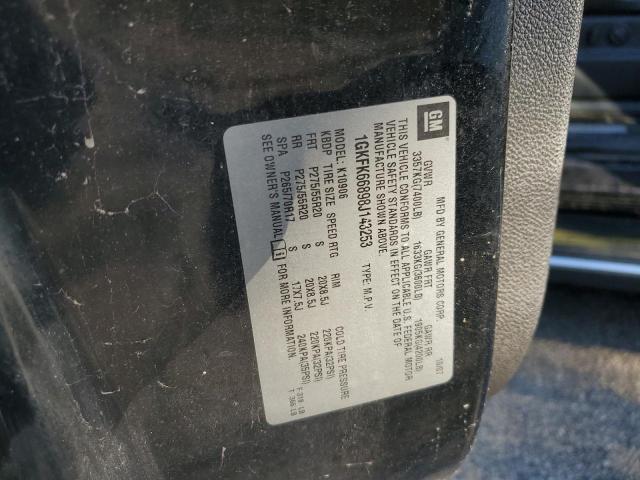 GM
MFD BY GENERAL MOTORS CORP. 10/07
GVWR GAWR FRT GAWR RR
3357KG(7400LB) 1633KG(3600LB) 1905KG(4200LB)
THIS VEHICLE CONFORMS TO ALL APPLICABLE U.S. FEDERAL MOTOR
VEHICLE SAFETY STANDARDS IN EFFECT ON THE DATE OF
MANUFACTURE SHOWN ABOVE.
1GKFK66898J143253 TYPE: M.P.V.
MODEL: K10906
KBDP TIRE SIZE SPEED RTG RIM COLD TIRE PRESSURE
FRT P275/55R20 S 20X8.5J 220KPA(32PSI)
RR P275/55R20 S 20X8.5J 220KPA(32PSI)
SPA P265/70R17 S 17X7.5J 240KPA(35PSI)
SEE OWNER'S MANUAL FOR MORE INFORMATION.